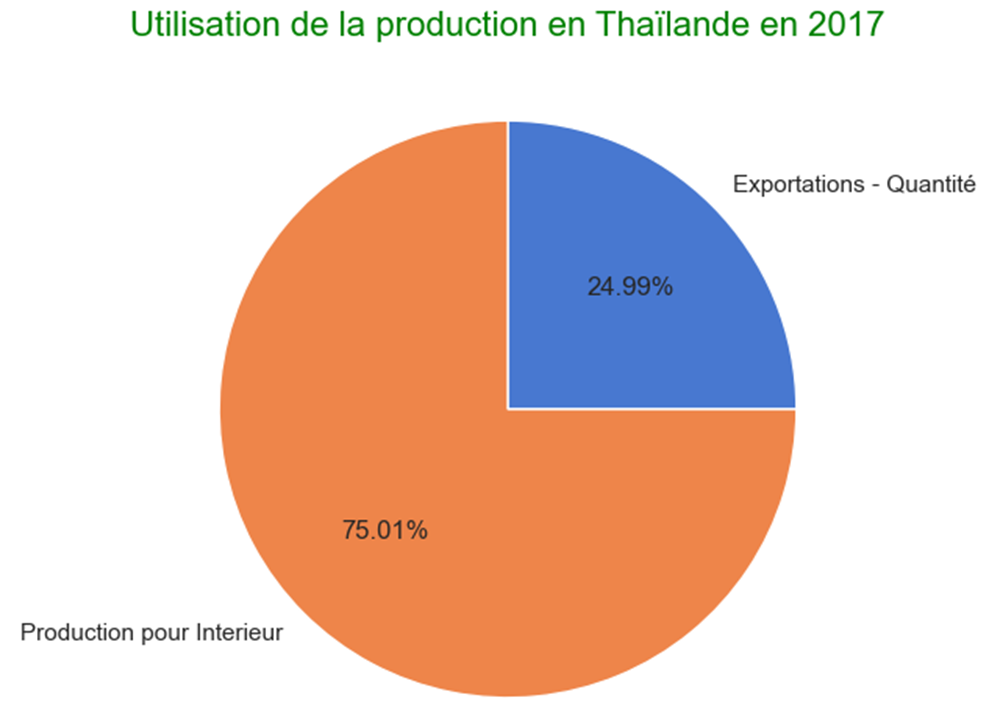 Utilisation de la production en Thaïlande en 2017
Exportations - Quantité
24.99%
75.01%
Production pour Interieur